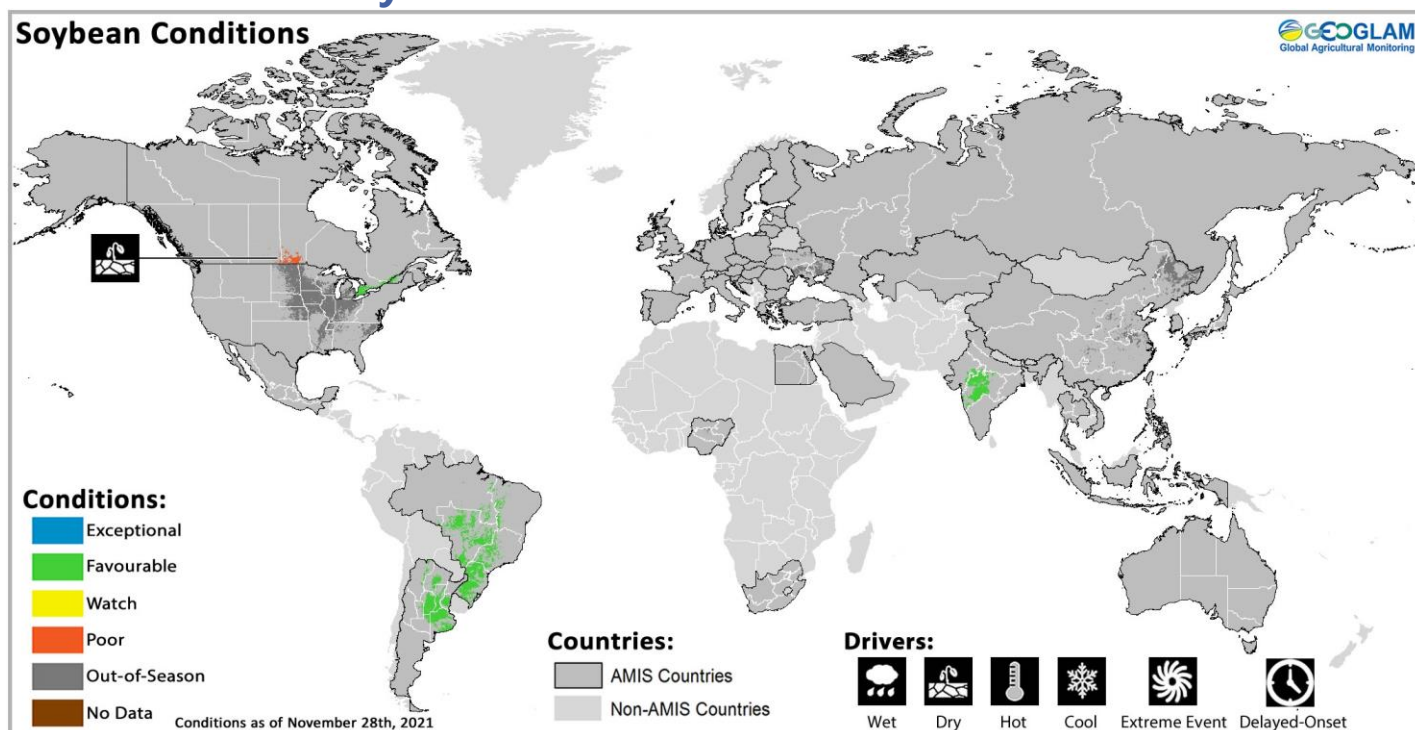 Soybean Conditions
GEOGLAM
Global Agricultural Monitoring
Conditions:
Exceptional
Favourable
Watch
Poor
Out-of-Season
No Data
Conditions as of November 28th, 2021
Countries:
AMIS Countries
Non-AMIS Countries
Drivers:
Wet
Dry
Hot
Cool
Extreme Event
Delayed-Onset